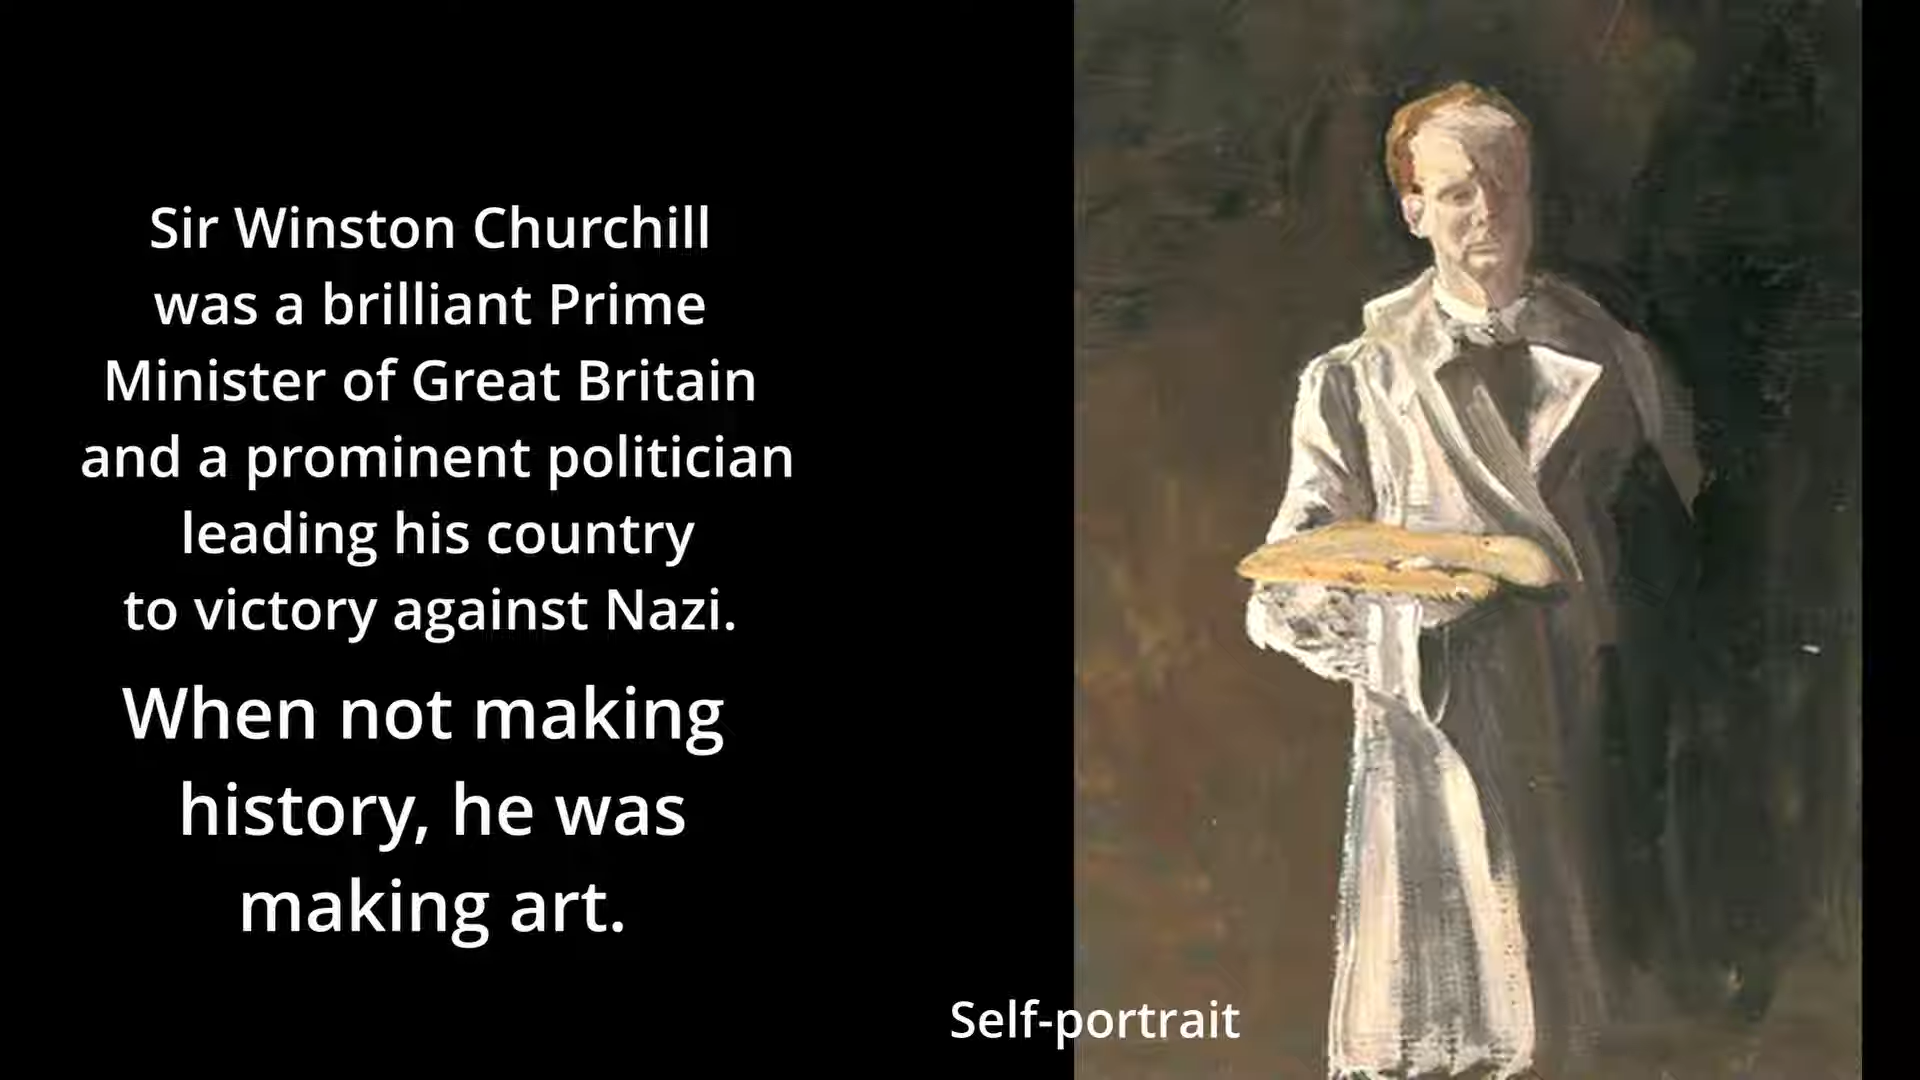 Sir Winston Churchill
was a brilliant Prime
Minister of Great Britain
and a prominent politician
leading his country
to victory against Nazi.
When not making
history, he was
making art.
Self-portrait